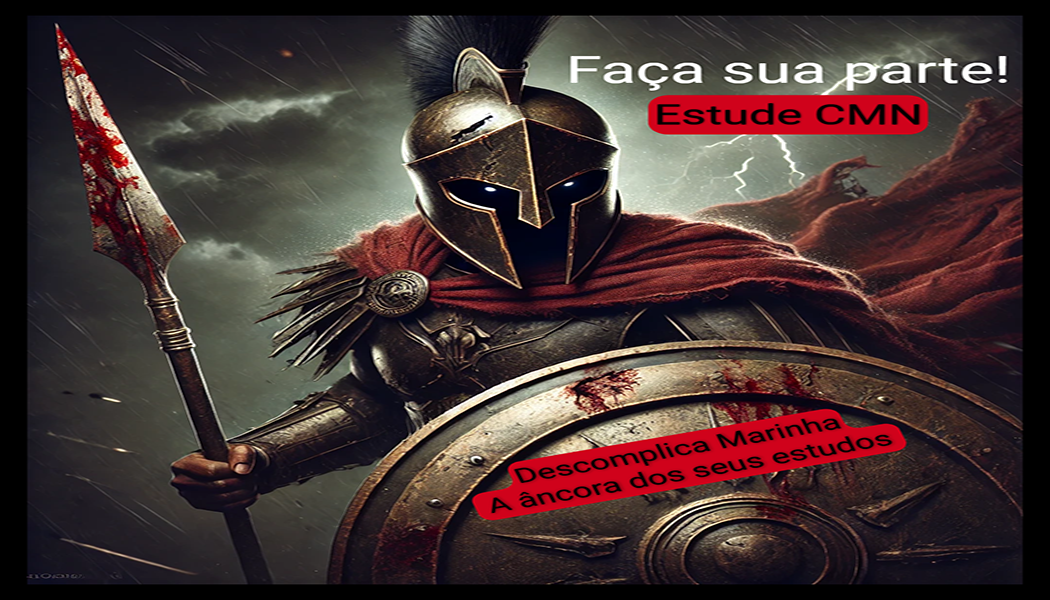 Faça sua parte!
Estude CMN
Descomplica Marinha
A âncora dos seus estudos